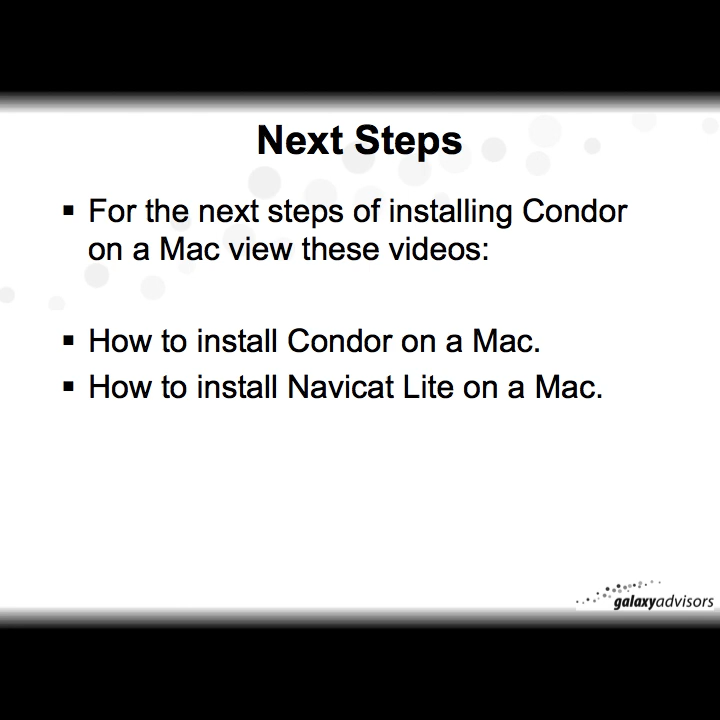 Next Steps
▪ For the next steps of installing Condor
on a Mac view these videos:
▪ How to install Condor on a Mac.
▪ How to install Navicat Lite on a Mac.
galaxyadvisors